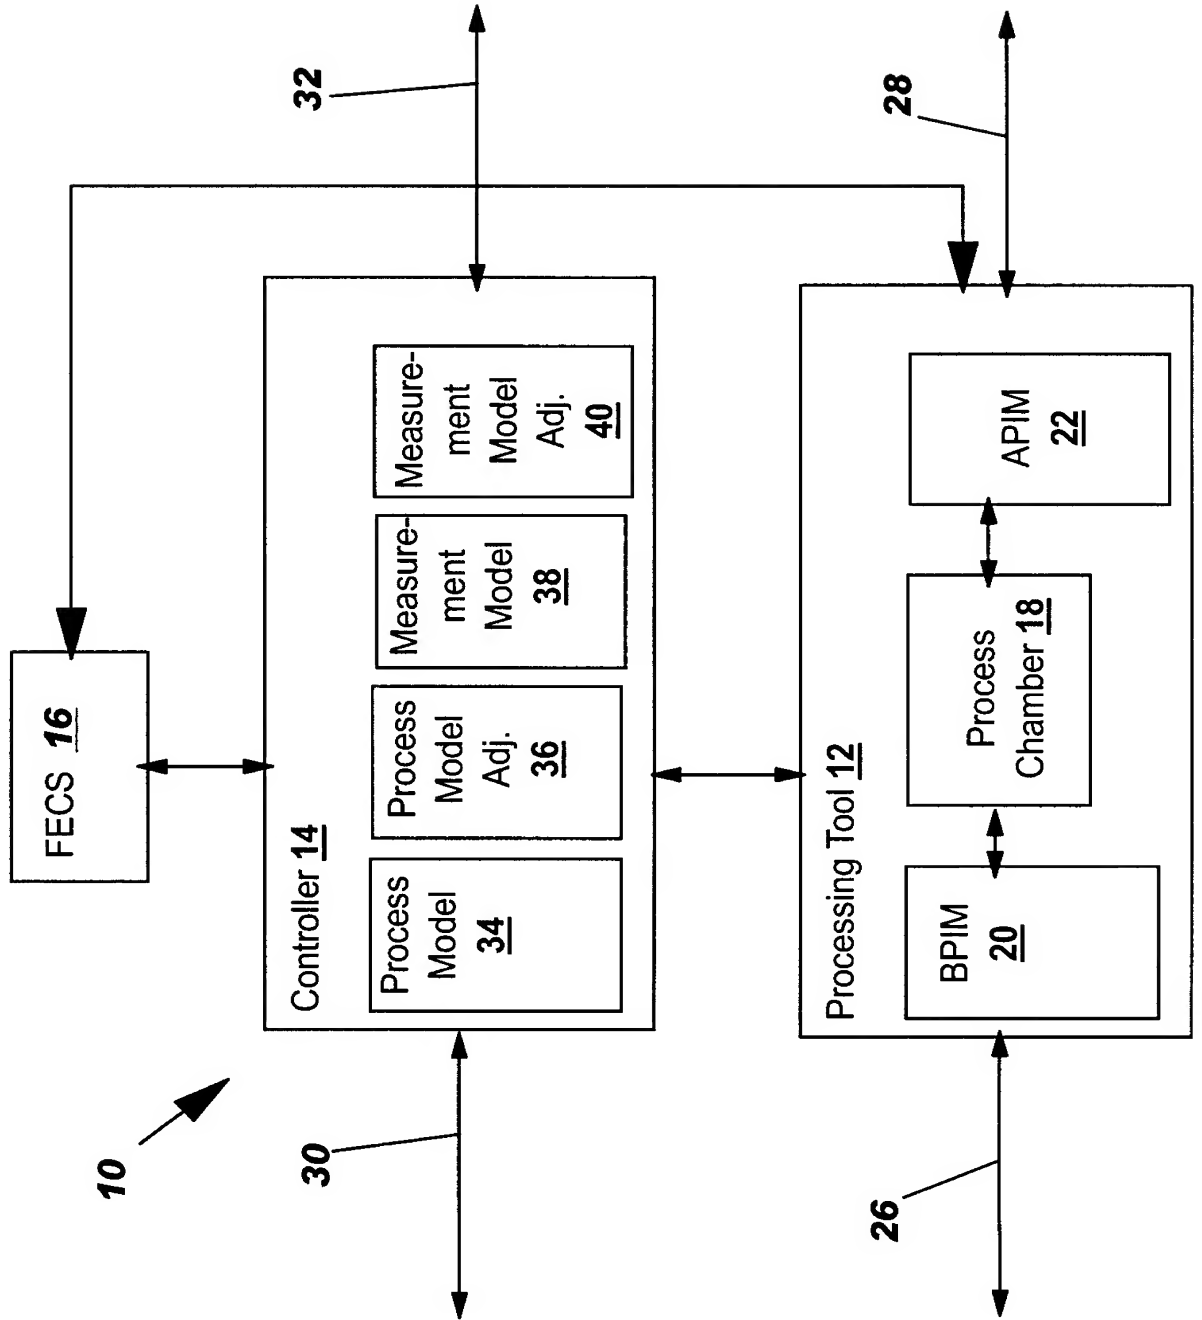 10
FECS 16
30
Controller 14
32
Process
Model
34
Process
Model
Adj.
36
Measure-
ment
Model
38
Measure-
ment
Model
Adj.
40
26
Processing Tool 12
28
BPIM
20
Process
Chamber 18
APIM
22